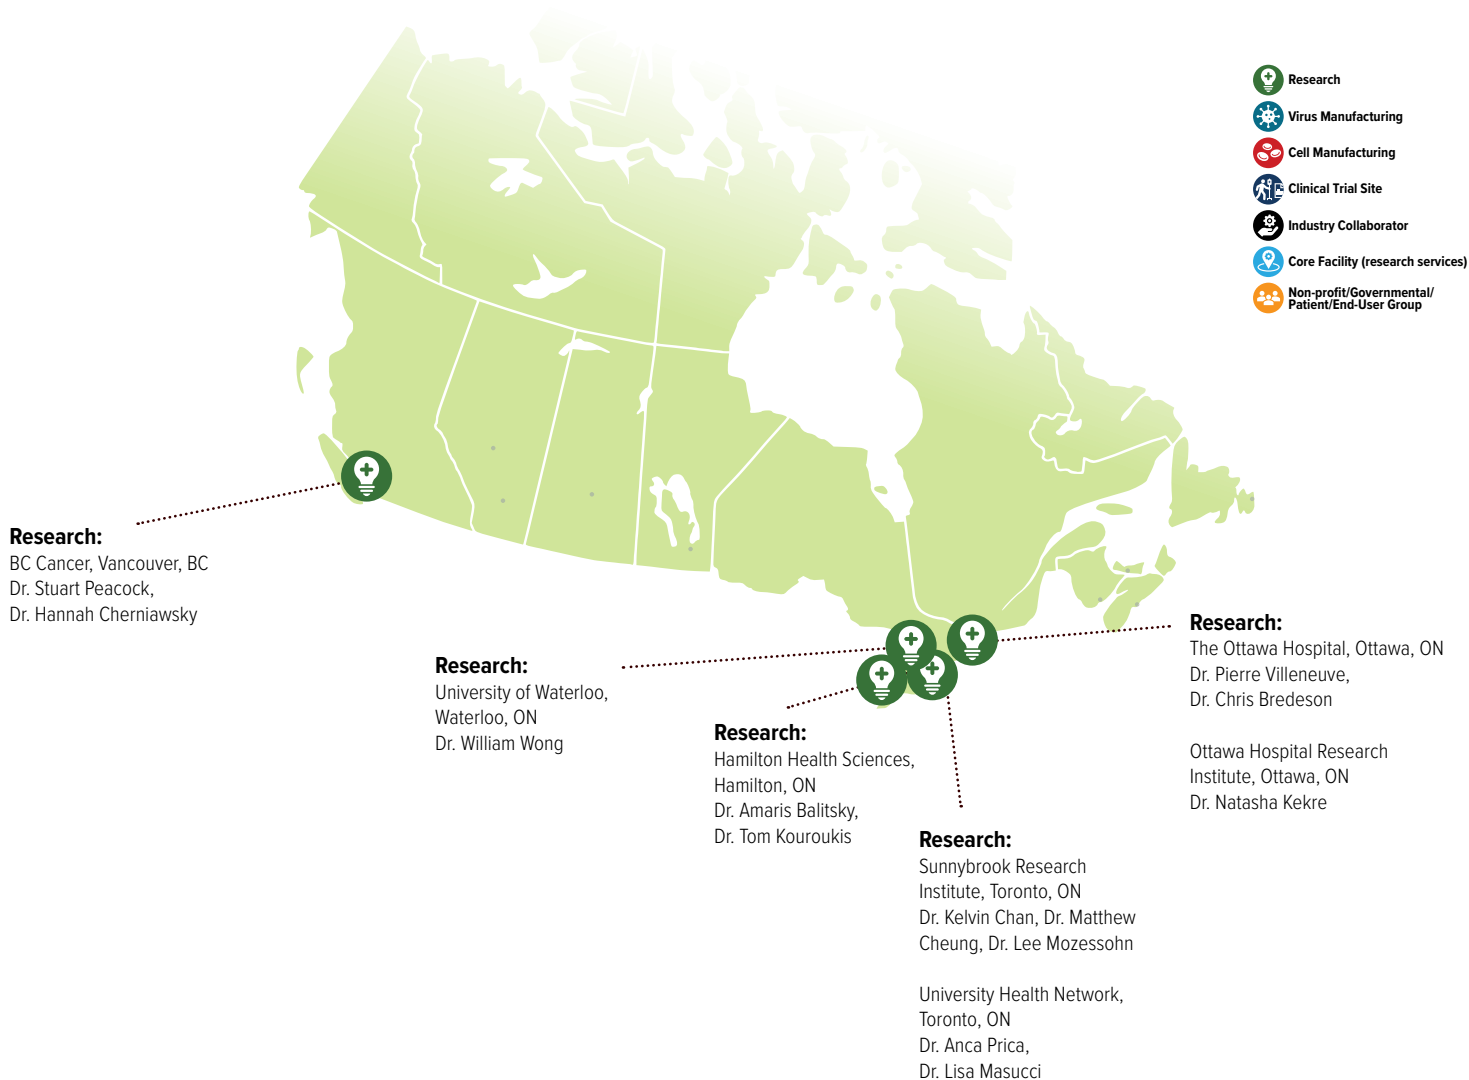 Research
Virus Manufacturing
Cell Manufacturing
Clinical Trial Site
Industry Collaborator
Core Facility (research services)
Non-profit/Governmental/
Patient/End-User Group
Research:
BC Cancer, Vancouver, BC
Dr. Stuart Peacock,
Dr. Hannah Cherniawsky
Research:
University of Waterloo,
Waterloo, ON
Dr. William Wong
Research:
Hamilton Health Sciences,
Hamilton, ON
Dr. Amaris Balitsky,
Dr. Tom Kouroukis
Research:
Sunnybrook Research
Institute, Toronto, ON
Dr. Kelvin Chan, Dr. Matthew
Cheung, Dr. Lee Mozessohn
University Health Network,
Toronto, ON
Dr. Anca Prica,
Dr. Lisa Masucci
Research:
The Ottawa Hospital, Ottawa, ON
Dr. Pierre Villeneuve,
Dr. Chris Bredeson
Ottawa Hospital Research
Institute, Ottawa, ON
Dr. Natasha Kekre